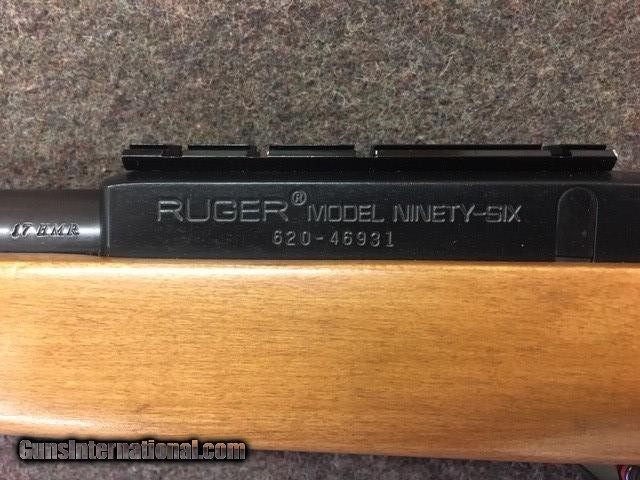 RUGER® MODEL NINETY-SIX
620-46931
.17 HMR
GunsInternational.com